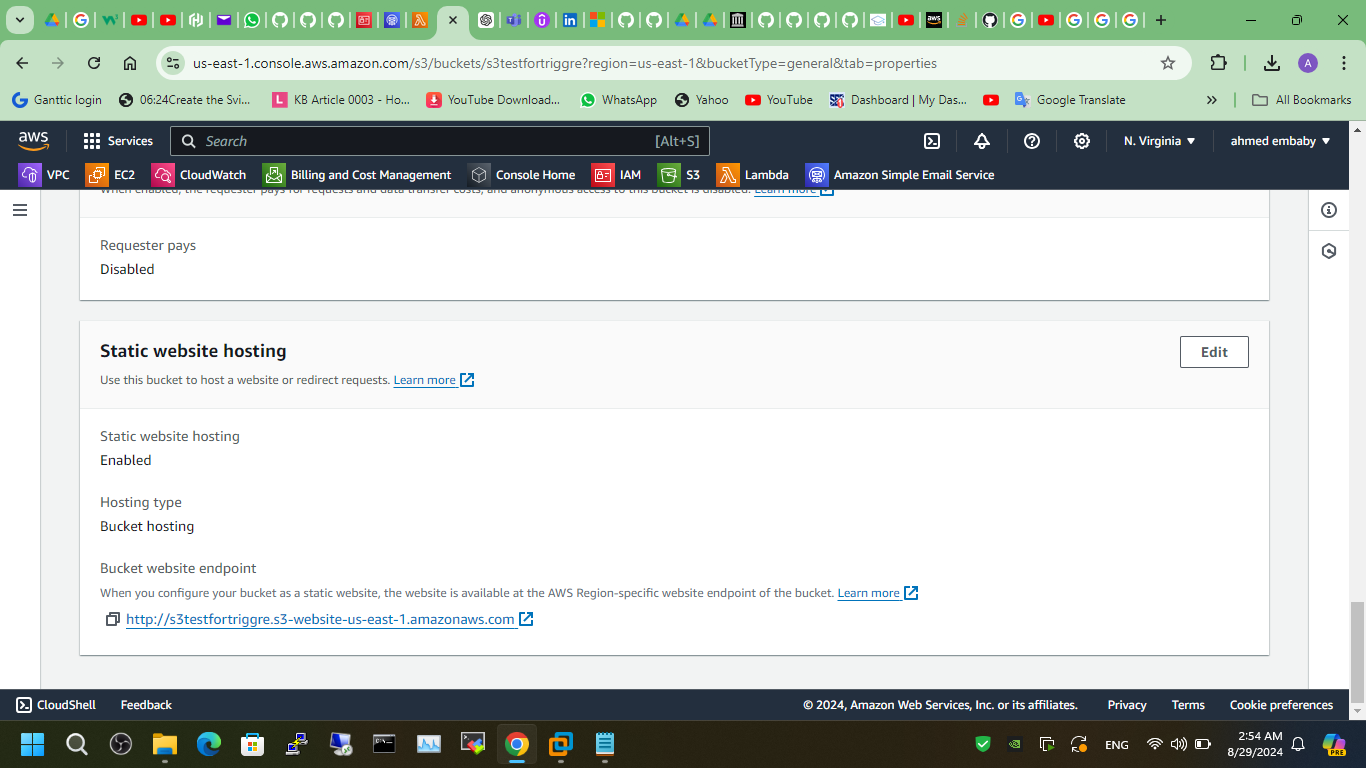 us-east-1.console.aws.amazon.com/s3/buckets/s3testfortriggre?region=us-east-1&bucketType=general&tab=properties
A
Ganttic login
06:24Create the Svi...
KB Article 0003 - Ho...
YouTube Download...
WhatsApp
Yahoo
YouTube
Dashboard | My Das...
Google Translate
»
All Bookmarks
aws
Services
Search
[Alt+S]
N. Virginia
ahmed embaby
VPC
EC2
CloudWatch
Billing and Cost Management
Console Home
IAM
S3
Lambda
Amazon Simple Email Service
When enabled, the requester pays for requests and data transfer costs, and anonymous access to this bucket is disabled. Learn more
Requester pays
Disabled
Static website hosting
Edit
Use this bucket to host a website or redirect requests. Learn more
Static website hosting
Enabled
Hosting type
Bucket hosting
Bucket website endpoint
When you configure your bucket as a static website, the website is available at the AWS Region-specific website endpoint of the bucket. Learn more
http://s3testfortriggre.s3-website-us-east-1.amazonaws.com
CloudShell
Feedback
© 2024, Amazon Web Services, Inc. or its affiliates.
Privacy
Terms
Cookie preferences
ENG
2:54 AM
8/29/2024
PRE